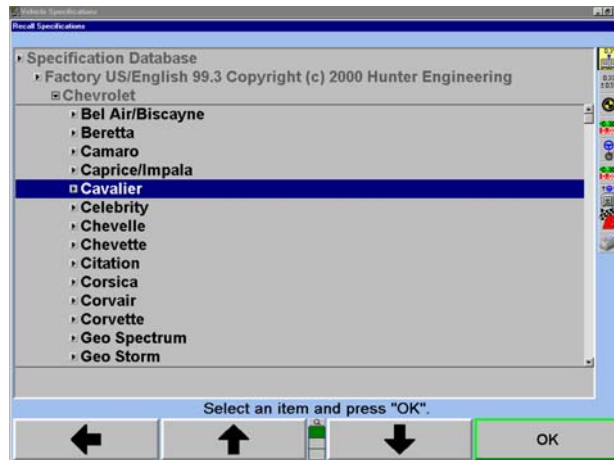 Vehicle Specifications
Recall Specifications
Specification Database
Factory US/English 99.3 Copyright (c) 2000 Hunter Engineering
Chevrolet
Bel Air/Biscayne
Beretta
Camaro
Caprice/Impala
Cavalier
Celebrity
Chevelle
Chevette
Citation
Corsica
Corvair
Corvette
Geo Spectrum
Geo Storm
Select an item and press "OK".
OK